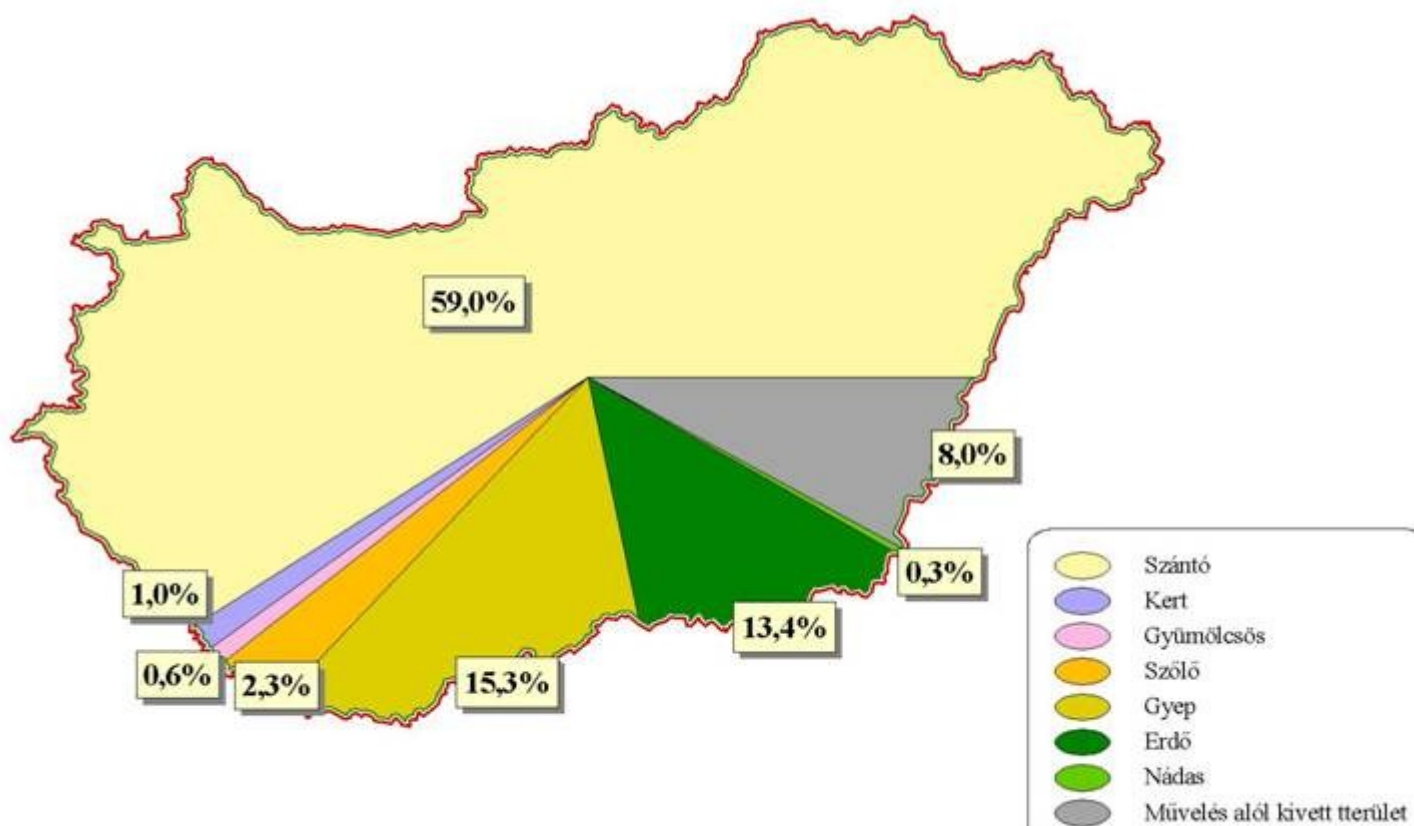 59,0%
8,0%
0,3%
1,0%
13,4%
0,6%
2,3%
15,3%
Szántó
Kert
Gyümölcsös
Szőlő
Gyep
Erdő
Nádas
Művelés alól kivett tterület